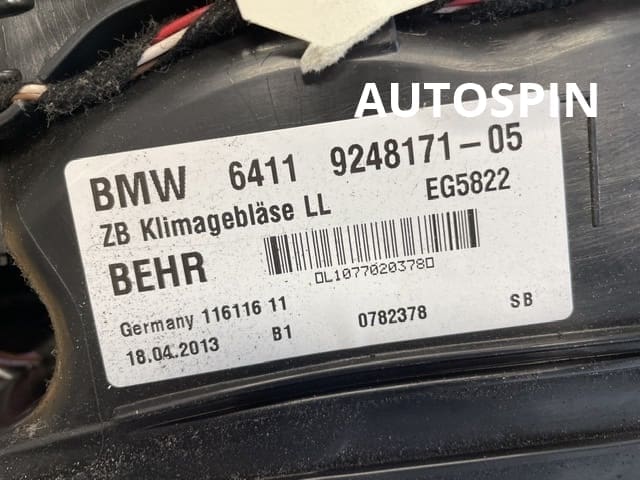 AUTOSPIN
BMW 6411 9248171-05
ZB Klimagebläse LL EG5822
BEHR
0L10770203780
Germany 116116 11
18.04.2013 B1 0782378 SB